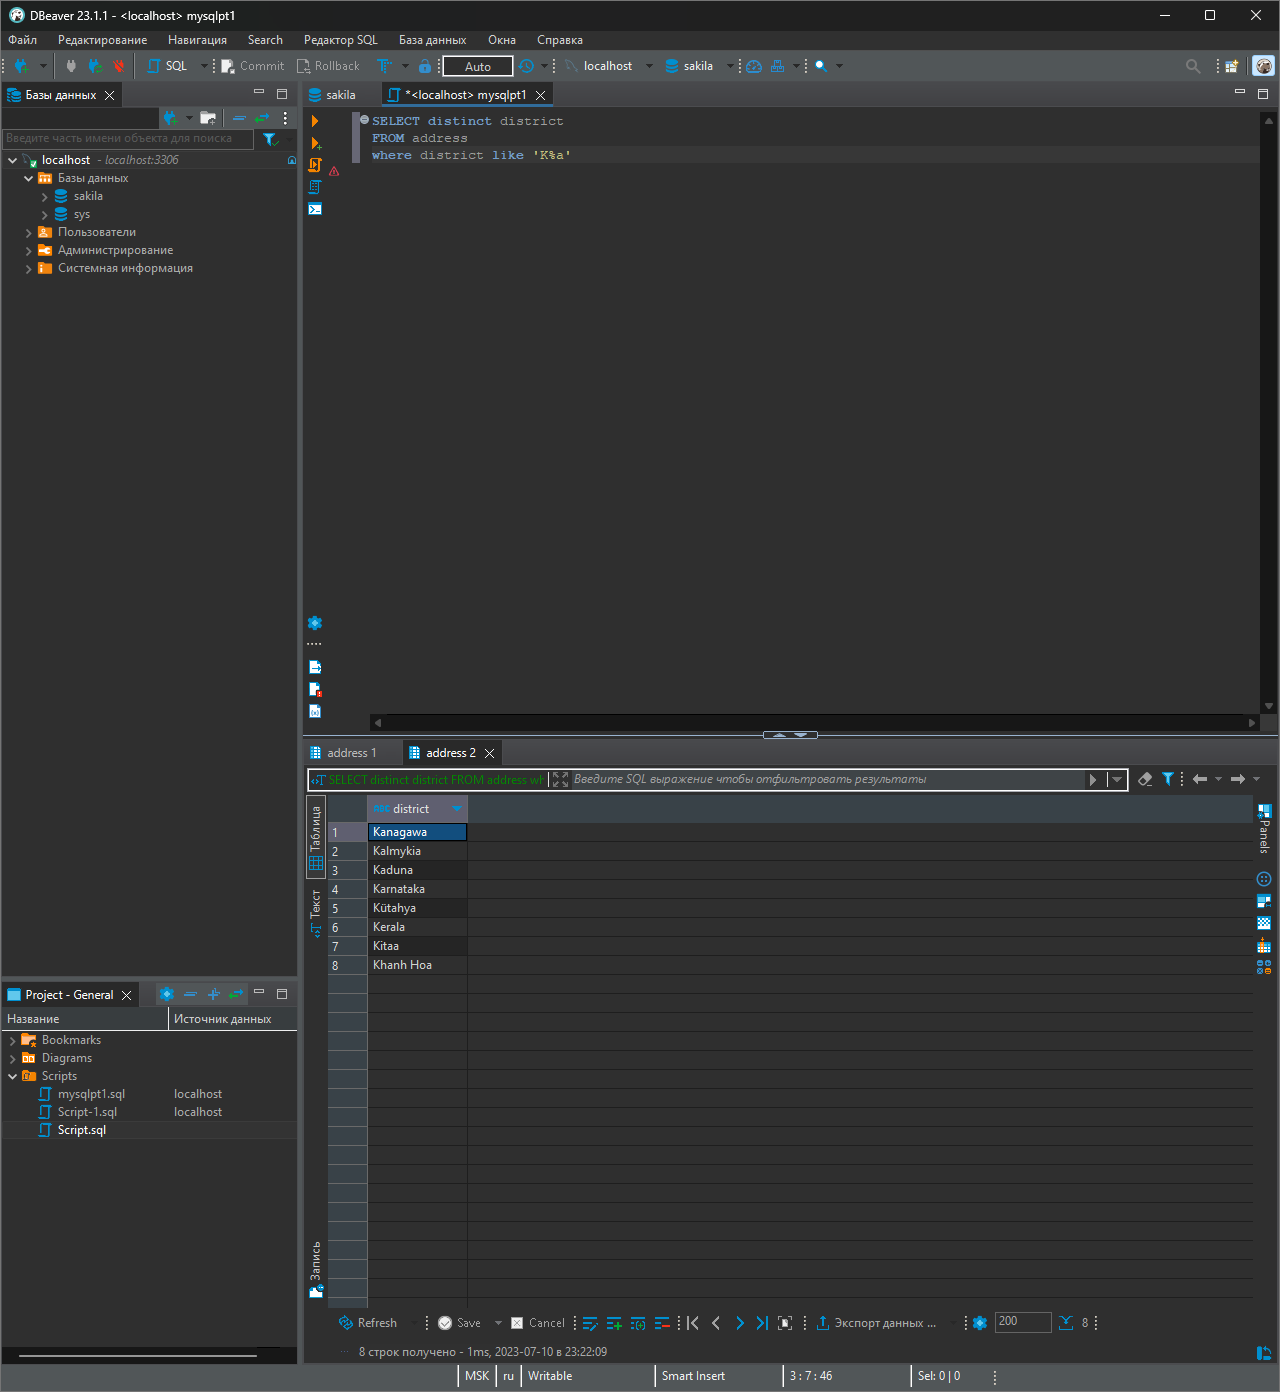 DBeaver 23.1.1 - <localhost> mysqlpt1
Файл Редактирование Навигация Search Редактор SQL База данных Окна Справка
SQL Commit Rollback Auto localhost sakila
Базы данных
Введите часть имени объекта для поиска
localhost - localhost:3306
Базы данных
sakila
sys
Пользователи
Администрирование
Системная информация
sakila *<localhost> mysqlpt1
SELECT distinct district
FROM address
where district like 'K%a'
address 1 address 2
SELECT distinct district FROM address wh Введите SQL выражение чтобы отфильтровать результаты
Таблица
Текст
Запись
Panels
district
1 Kanagawa
2 Kalmykia
3 Kaduna
4 Karnataka
5 Kütahya
6 Kerala
7 Kitaa
8 Khanh Hoa
Project - General
Название Источник данных
Bookmarks
Diagrams
Scripts
mysqlpt1.sql localhost
Script-1.sql localhost
Script.sql
Refresh Save Cancel Экспорт данных ... 200 8
8 строк получено - 1ms, 2023-07-10 в 23:22:09
MSK ru Writable Smart Insert 3 : 7 : 46 Sel: 0 | 0